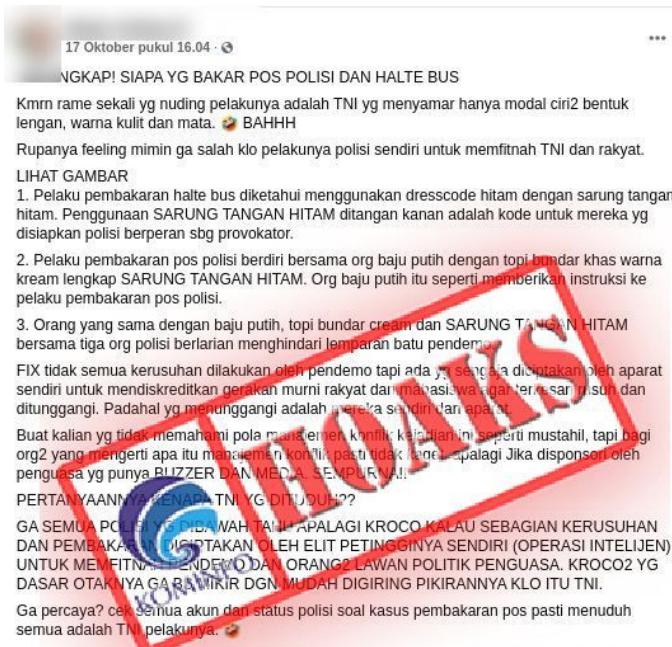 17 Oktober pukul 16.04 ·
NGKAP! SIAPA YG BAKAR POS POLISI DAN HALTE BUS
Kmrn rame sekali yg nuding pelakunya adalah TNI yg menyamar hanya modal ciri2 bentuk
lengan, warna kulit dan mata. 🤣 BAHHH
Rupanya feeling mimin ga salah klo pelakunya polisi sendiri untuk memfitnah TNI dan rakyat.
LIHAT GAMBAR
1. Pelaku pembakaran halte bus diketahui menggunakan dresscode hitam dengan sarung tangan
hitam. Penggunaan SARUNG TANGAN HITAM ditangan kanan adalah kode untuk mereka yg
disiapkan polisi berperan sbg provokator.
2. Pelaku pembakaran pos polisi berdiri bersama org baju putih dengan topi bundar khas warna
kream lengkap SARUNG TANGAN HITAM. Org baju putih itu seperti memberikan instruksi ke
pelaku pembakaran pos polisi.
3. Orang yang sama dengan baju putih, topi bundar cream dan SARUNG TANGAN HITAM
bersama tiga org polisi berlarian menghindari lemparan batu pendemo.
FIX tidak semua kerusuhan dilakukan oleh pendemo tapi ada yg sengaja diciptakan oleh aparat
sendiri untuk mendiskreditkan gerakan murni rakyat dan mahasiswa agar terkesan rusuh dan
ditunggangi. Padahal yg menunggangi adalah mereka sendiri dan aparat.
Buat kalian yg tidak memahami pola manajemen konflik kejadian ini seperti mustahil, tapi bagi
org2 yang mengerti apa itu manajemen konflik pasti tidak kaget apalagi Jika disponsori oleh
penguasa yg punya BUZZER DAN MEDIA. SEMPURNA!!
PERTANYAANNYA KENAPA TNI YG DITUDUH??
GA SEMUA POLISI YG DIBAWAH TAHU APALAGI KROCO KALAU SEBAGIAN KERUSUHAN
DAN PEMBAKARAN DICIPTAKAN OLEH ELIT PETINGGINYA SENDIRI (OPERASI INTELIJEN)
UNTUK MEMFITNAH PENDEMO DAN ORANG2 LAWAN POLITIK PENGUASA. KROCO2 YG
DASAR OTAKNYA GA BS MIKIR DGN MUDAH DIGIRING PIKIRANNYA KLO ITU TNI.
Ga percaya? cek semua akun dan status polisi soal kasus pembakaran pos pasti menuduh
semua adalah TNI pelakunya. 🤣
HOAKS
KOMINFO